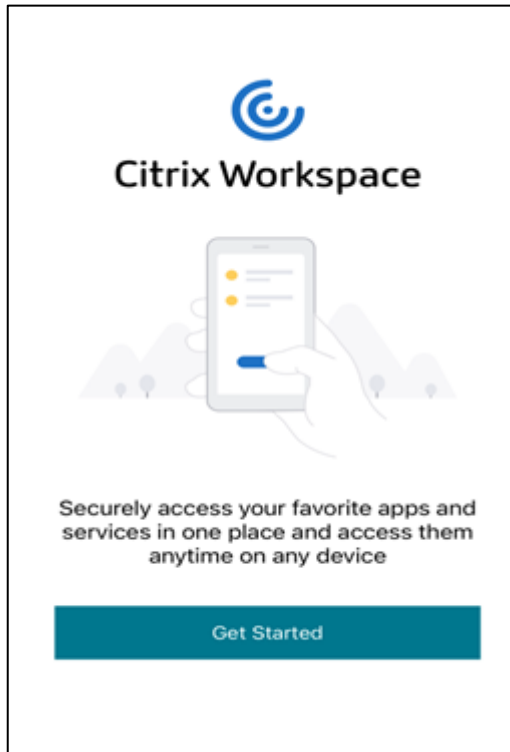 Citrix Workspace
Securely access your favorite apps and
services in one place and access them
anytime on any device
Get Started